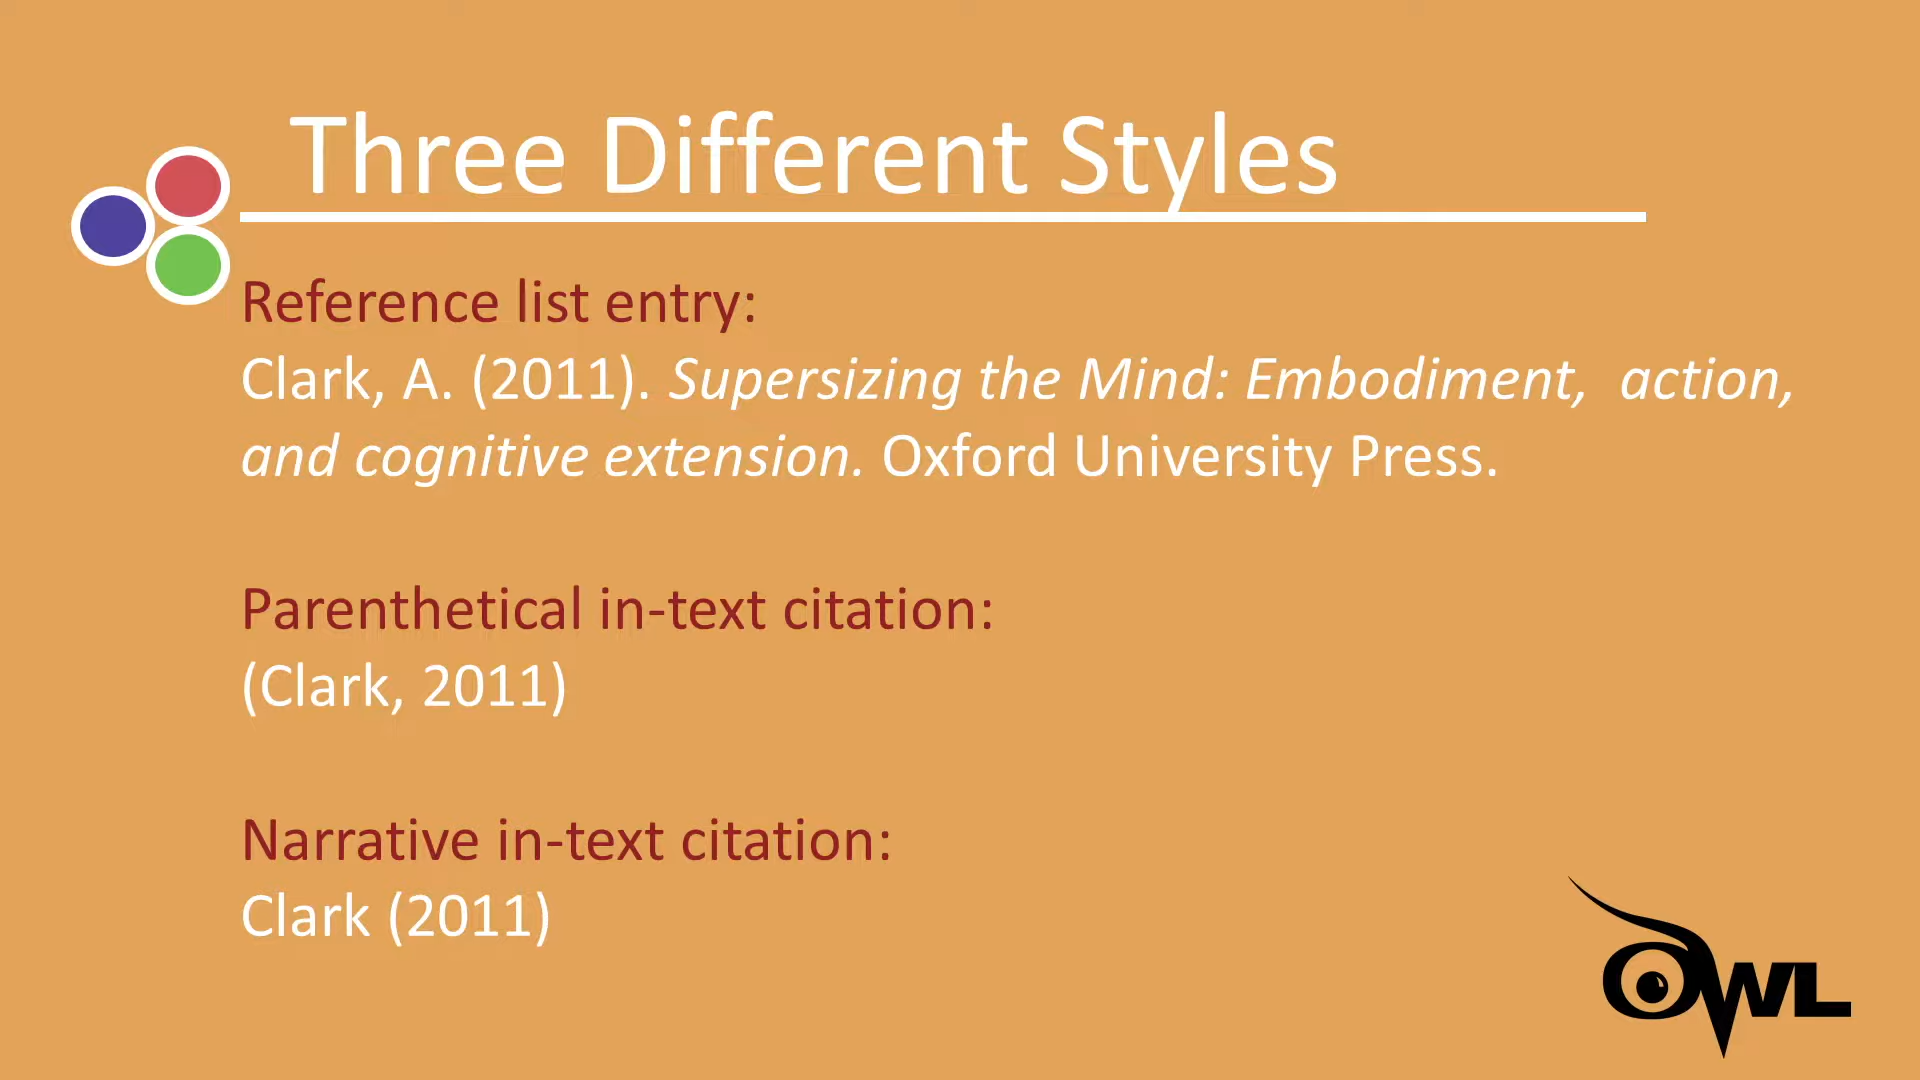 Three Different Styles
Reference list entry:
Clark, A. (2011). Supersizing the Mind: Embodiment, action,
and cognitive extension. Oxford University Press.
Parenthetical in-text citation:
(Clark, 2011)
Narrative in-text citation:
Clark (2011)
OWL